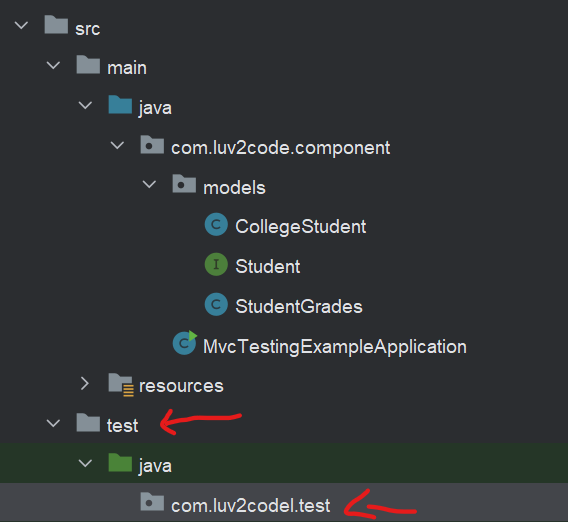 src
main
java
com.luv2code.component
models
CollegeStudent
Student
StudentGrades
MvcTestingExampleApplication
resources
test
java
com.luv2codel.test